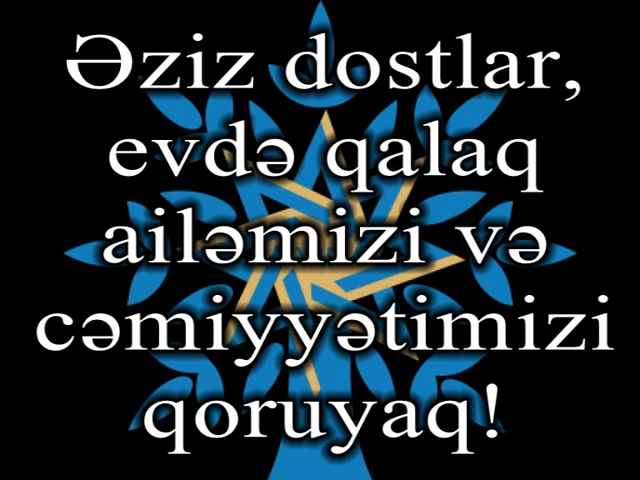 Əziz dostlar,
evdə qalaq
ailəmizi və
cəmiyyətimizi
qoruyaq!